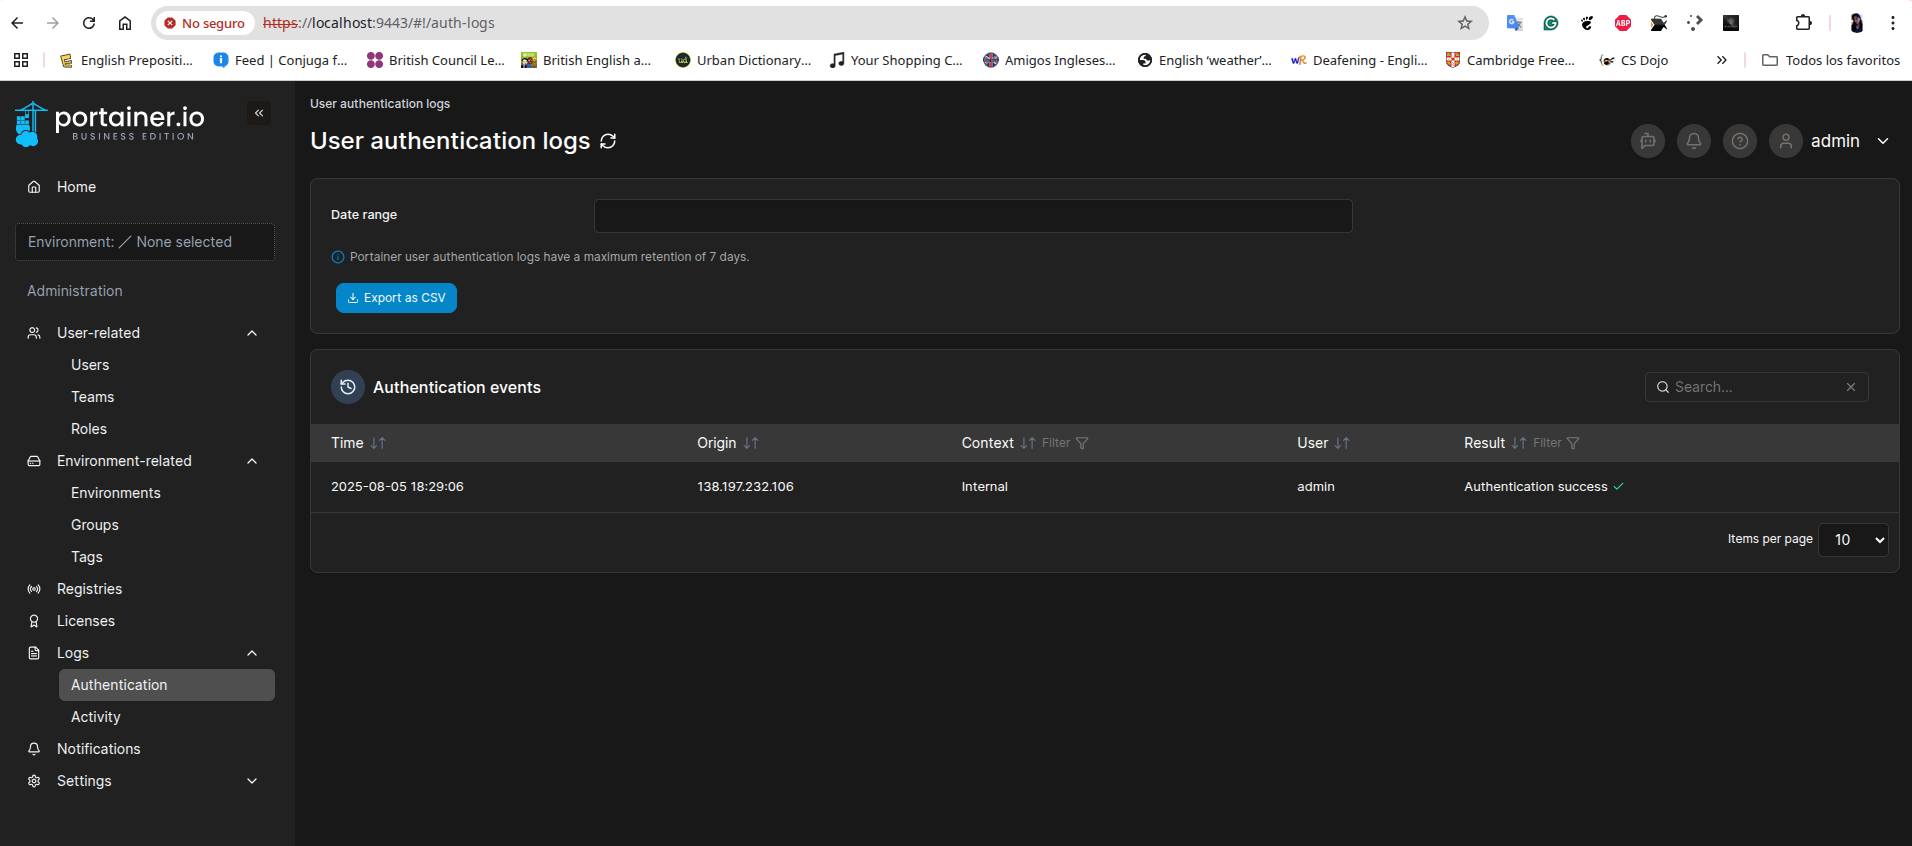 No seguro https://localhost:9443/#!/auth-logs
English Prepositi... Feed | Conjuga f... British Council Le... British English a... Urban Dictionary... Your Shopping C... Amigos Ingleses... English ‘weather’... Deafening - Engli... Cambridge Free... CS Dojo » Todos los favoritos
portainer.io
BUSINESS EDITION
Home
Environment: None selected
Administration
User-related
Users
Teams
Roles
Environment-related
Environments
Groups
Tags
Registries
Licenses
Logs
Authentication
Activity
Notifications
Settings
User authentication logs
User authentication logs
admin
Date range
Portainer user authentication logs have a maximum retention of 7 days.
Export as CSV
Authentication events
Search...
Time Origin Context Filter User Result Filter
2025-08-05 18:29:06 138.197.232.106 Internal admin Authentication success
Items per page 10